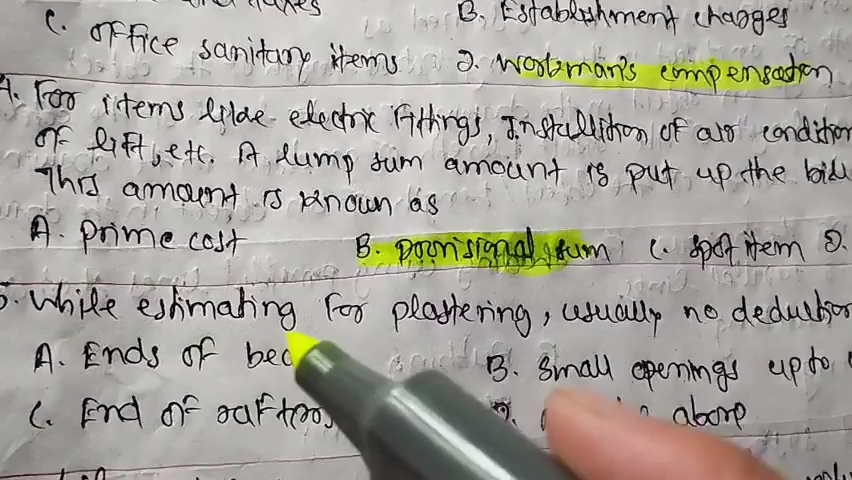 B. Establishment charges
C. office sanitary items D. workman's compensation
4. For items like electric fittings, Installition of air condition
of lift, etc. A lump sum amount is put up the
This amount is known as
A. prime cost B. provisional sum C. spot item D.
5. While estimating for plastering, usually no deduction
A. Ends of B. small openings up to
C. End of rafters D. above